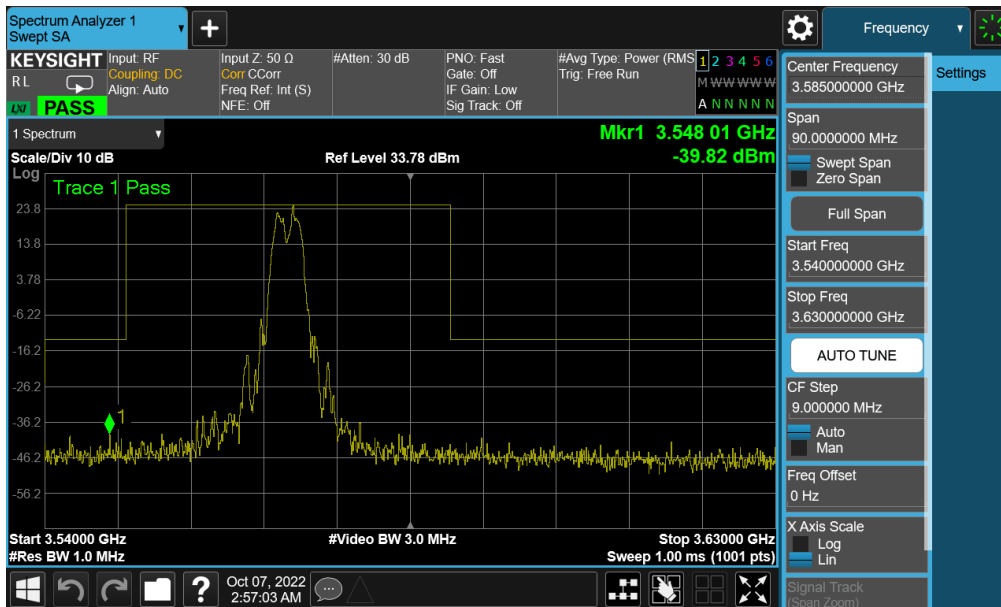 Spectrum Analyzer 1
Swept SA
Frequency
KEYSIGHT
R L
LXI
PASS
Input: RF
Coupling: DC
Align: Auto
Input Z: 50 Ω
Corr CCorr
Freq Ref: Int (S)
NFE: Off
#Atten: 30 dB
PNO: Fast
Gate: Off
IF Gain: Low
Sig Track: Off
#Avg Type: Power (RMS
Trig: Free Run
1 2 3 4 5 6
M W W W W W
A N N N N N
Settings
1 Spectrum
Mkr1 3.548 01 GHz
Scale/Div 10 dB
Ref Level 33.78 dBm
-39.82 dBm
Log
Trace 1 Pass
23.8
13.8
3.78
-6.22
-16.2
-26.2
-36.2
-46.2
-56.2
1
Start 3.54000 GHz
#Video BW 3.0 MHz
Stop 3.63000 GHz
#Res BW 1.0 MHz
Sweep 1.00 ms (1001 pts)
Center Frequency
3.585000000 GHz
Span
90.0000000 MHz
Swept Span
Zero Span
Full Span
Start Freq
3.540000000 GHz
Stop Freq
3.630000000 GHz
AUTO TUNE
CF Step
9.000000 MHz
Auto
Man
Freq Offset
0 Hz
X Axis Scale
Log
Lin
Signal Track
(Span Zoom)
?
Oct 07, 2022
2:57:03 AM